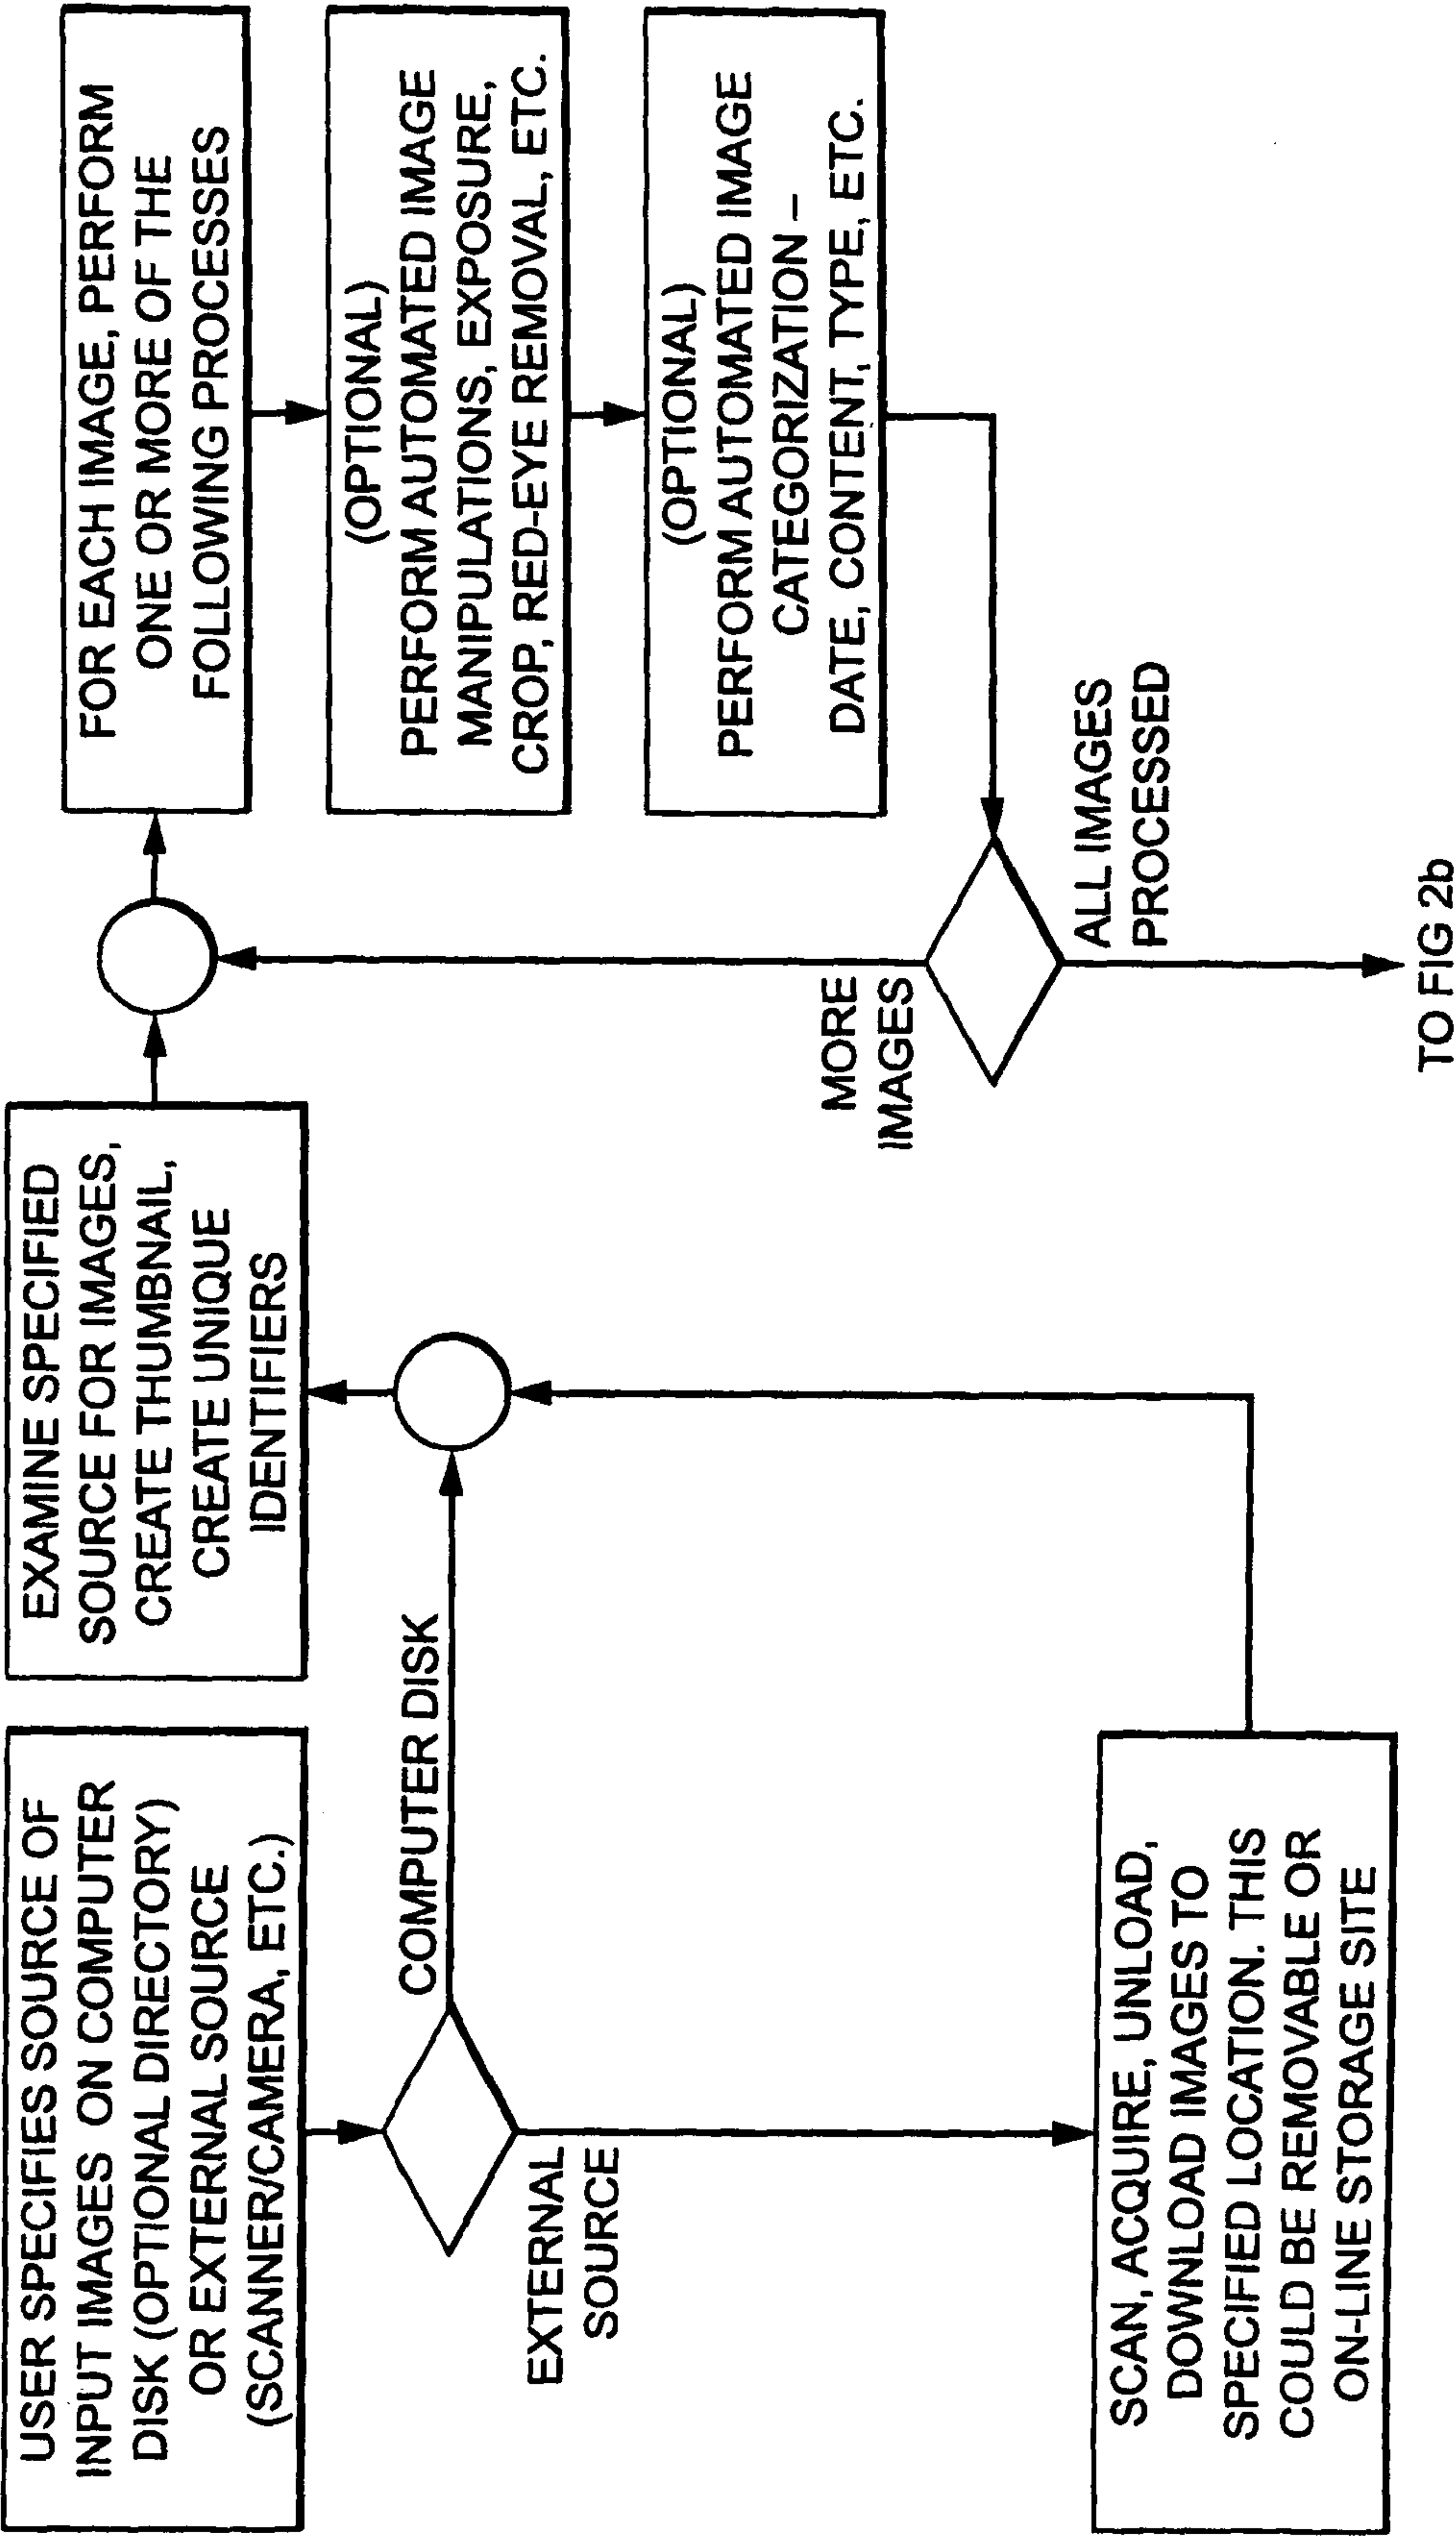 USER SPECIFIES SOURCE OF
INPUT IMAGES ON COMPUTER
DISK (OPTIONAL DIRECTORY)
OR EXTERNAL SOURCE
(SCANNER/CAMERA, ETC.)
COMPUTER DISK
EXTERNAL
SOURCE
SCAN, ACQUIRE, UNLOAD,
DOWNLOAD IMAGES TO
SPECIFIED LOCATION. THIS
COULD BE REMOVABLE OR
ON-LINE STORAGE SITE
EXAMINE SPECIFIED
SOURCE FOR IMAGES,
CREATE THUMBNAIL,
CREATE UNIQUE
IDENTIFIERS
FOR EACH IMAGE, PERFORM
ONE OR MORE OF THE
FOLLOWING PROCESSES
(OPTIONAL)
PERFORM AUTOMATED IMAGE
MANIPULATIONS, EXPOSURE,
CROP, RED-EYE REMOVAL, ETC.
(OPTIONAL)
PERFORM AUTOMATED IMAGE
CATEGORIZATION –
DATE, CONTENT, TYPE, ETC.
MORE
IMAGES
ALL IMAGES
PROCESSED
TO FIG 2b